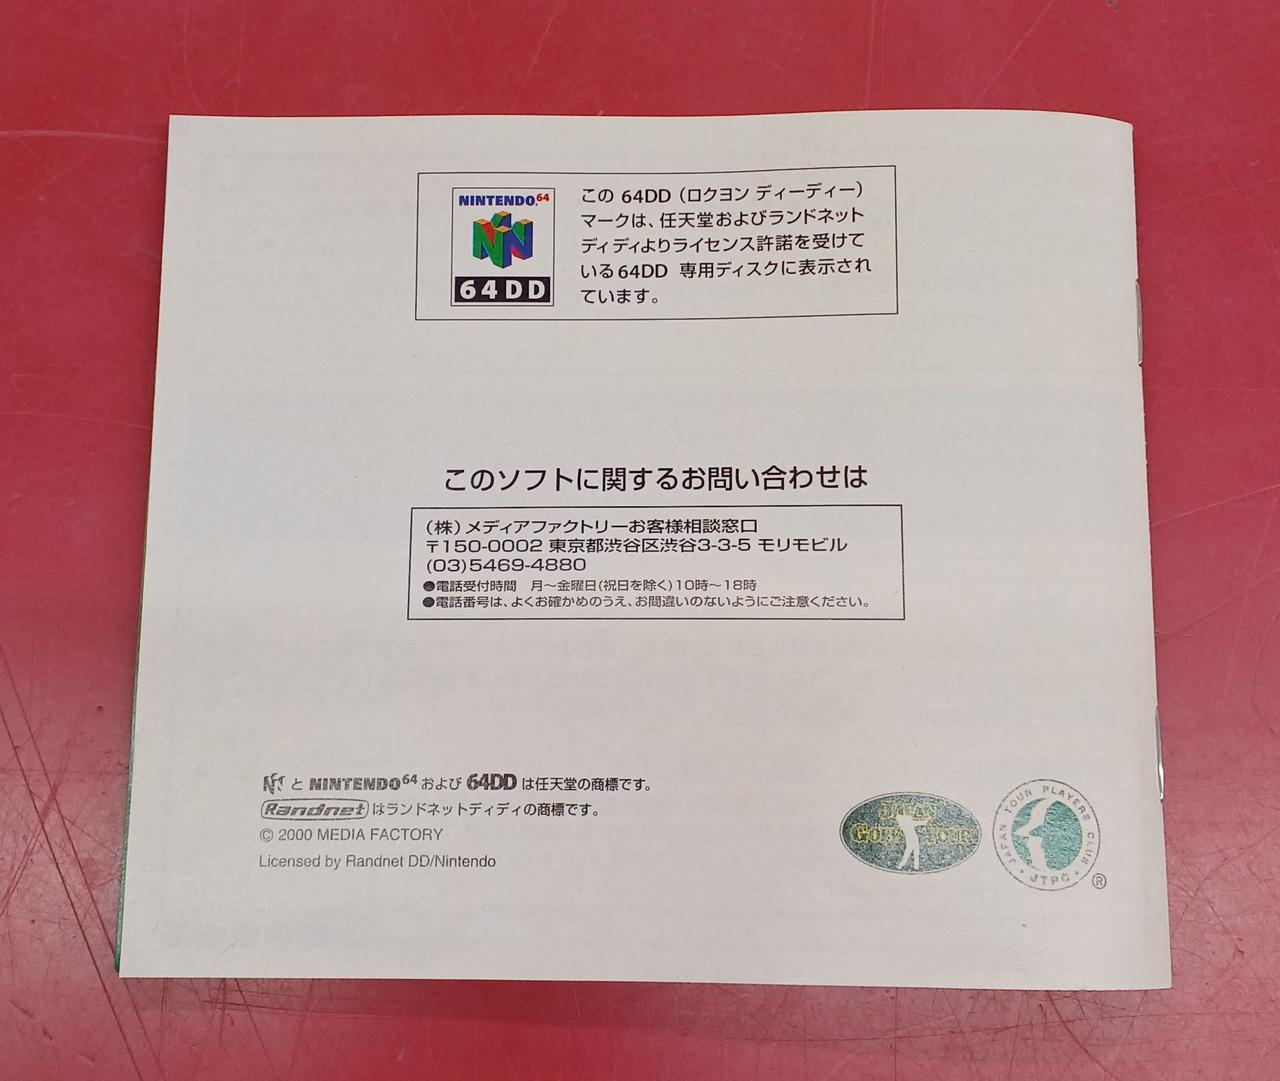 NINTENDO64
64DD
この 64DD（ロクヨン ディーディー）
マークは、任天堂およびランドネット
ディディよりライセンス許諾を受けて
いる64DD 専用ディスクに表示され
ています。
このソフトに関するお問い合わせは
（株）メディアファクトリーお客様相談窓口
〒150-0002 東京都渋谷区渋谷3-3-5 モリモビル
(03)5469-4880
●電話受付時間　月〜金曜日(祝日を除く)10時〜18時
●電話番号は、よくお確かめのうえ、お間違いのないようにご注意ください。
と NINTENDO64 および 64DD は任天堂の商標です。
Randnet はランドネットディディの商標です。
© 2000 MEDIA FACTORY
Licensed by Randnet DD/Nintendo
JAPAN
GOLF TOUR
JAPAN TOUR PLAYERS CLUB
JTPC
®